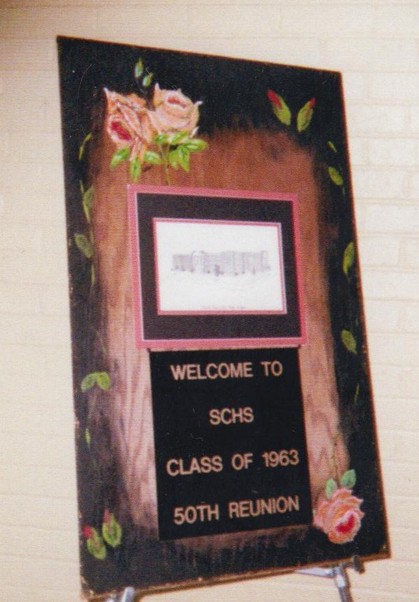 WELCOME TO
SCHS
CLASS OF 1963
50TH REUNION